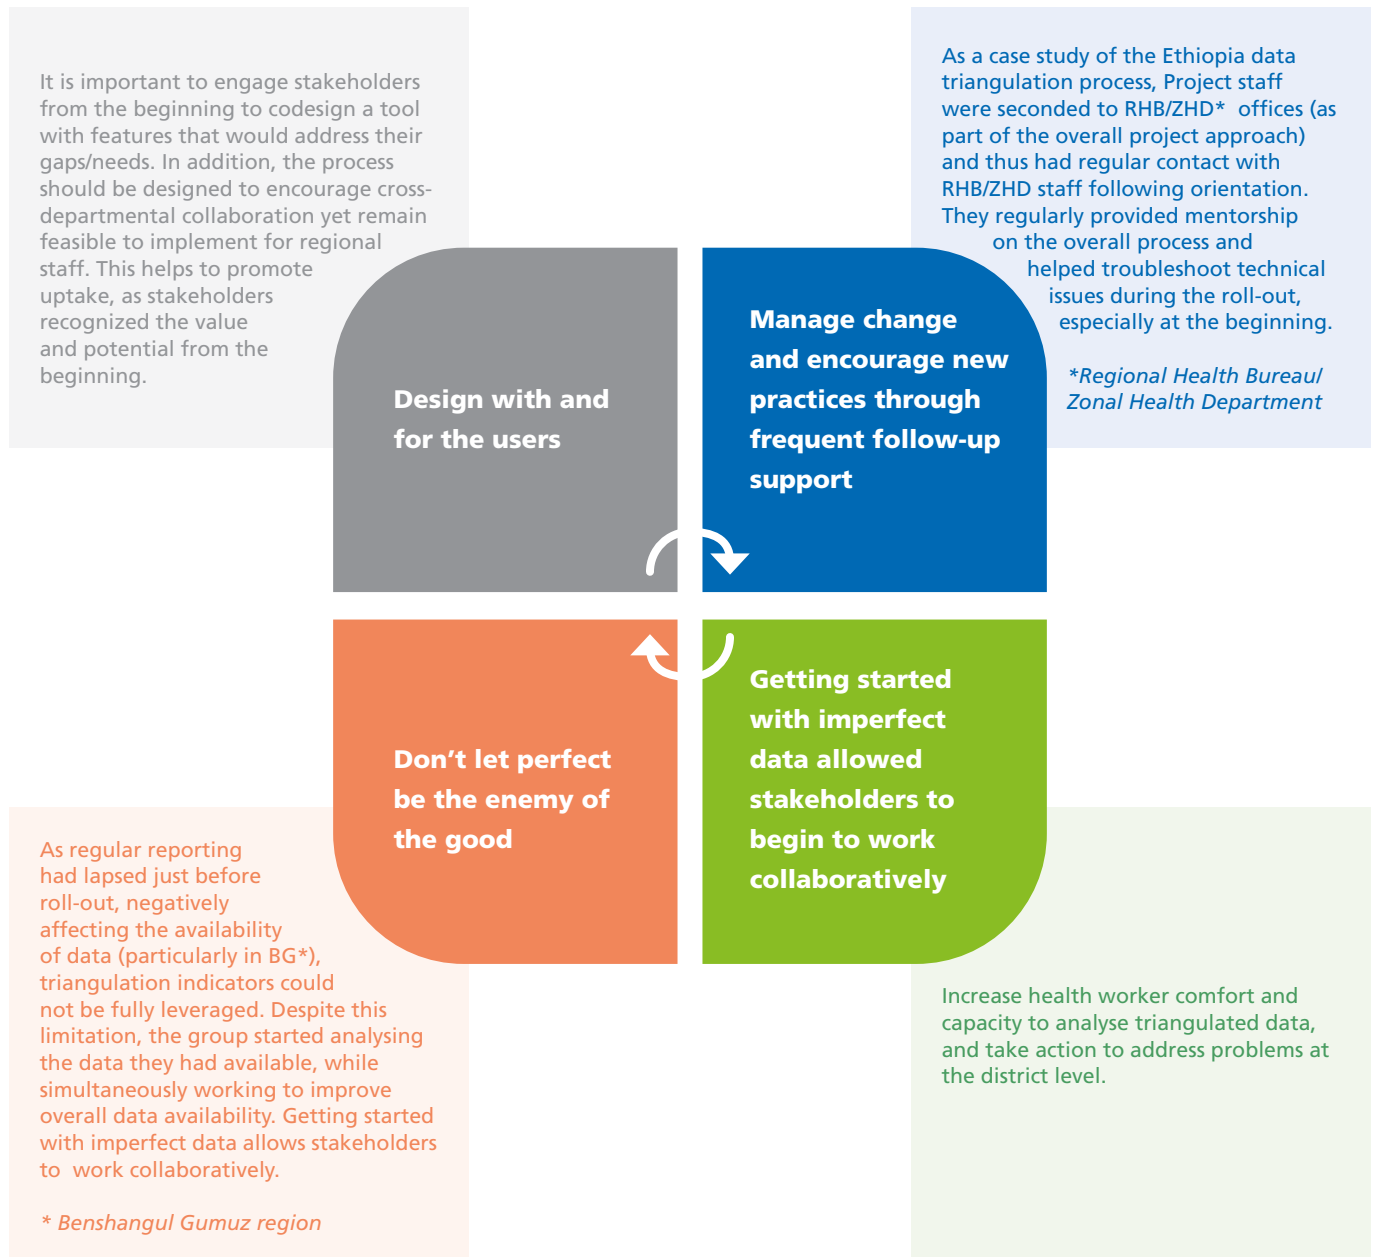 It is important to engage stakeholders
from the beginning to codesign a tool
with features that would address their
gaps/needs. In addition, the process
should be designed to encourage cross-
departmental collaboration yet remain
feasible to implement for regional
staff. This helps to promote
uptake, as stakeholders
recognized the value
and potential from the
beginning.
Design with and
for the users
As a case study of the Ethiopia data
triangulation process, Project staff
were seconded to RHB/ZHD* offices (as
part of the overall project approach)
and thus had regular contact with
RHB/ZHD staff following orientation.
They regularly provided mentorship
on the overall process and
helped troubleshoot technical
issues during the roll-out,
especially at the beginning.
*Regional Health Bureau/
Zonal Health Department
Manage change
and encourage new
practices through
frequent follow-up
support
Don't let perfect
be the enemy of
the good
As regular reporting
had lapsed just before
roll-out, negatively
affecting the availability
of data (particularly in BG*),
triangulation indicators could
not be fully leveraged. Despite this
limitation, the group started analysing
the data they had available, while
simultaneously working to improve
overall data availability. Getting started
with imperfect data allows stakeholders
to work collaboratively.
* Benshangul Gumuz region
Getting started
with imperfect
data allowed
stakeholders to
begin to work
collaboratively
Increase health worker comfort and
capacity to analyse triangulated data,
and take action to address problems at
the district level.